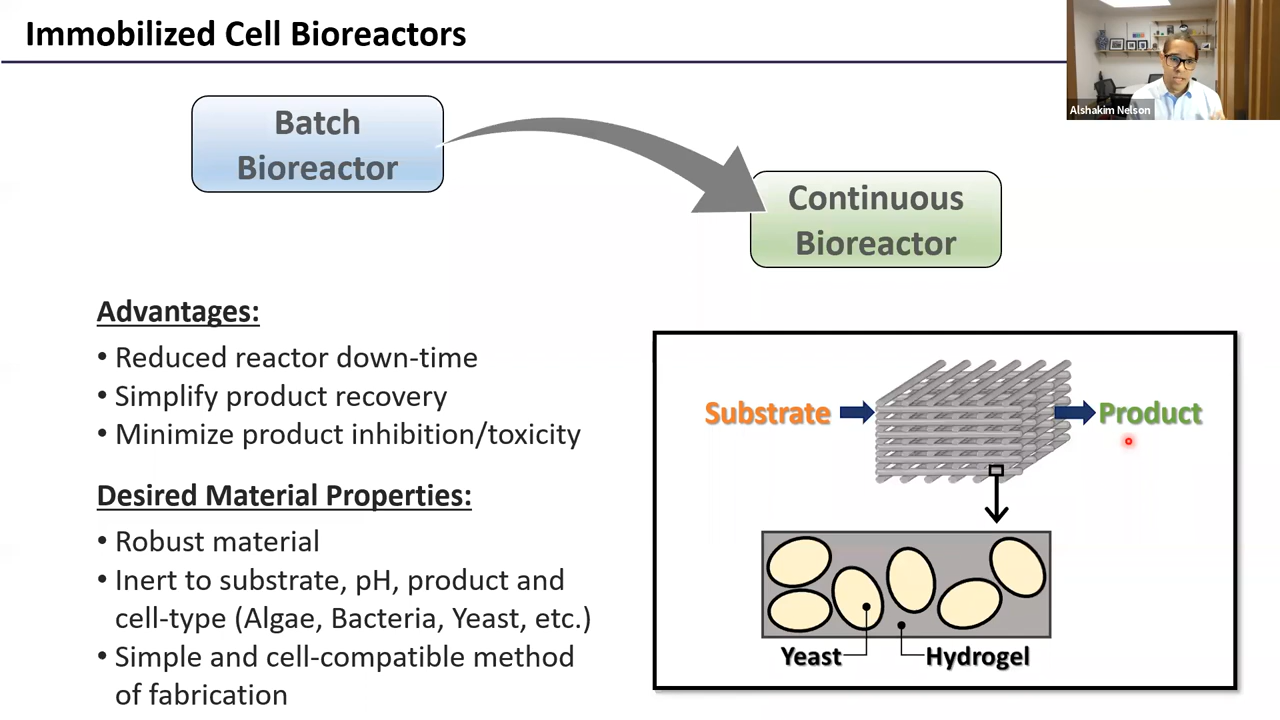 Immobilized Cell Bioreactors
Alshakim Nelson
Batch
Bioreactor
Continuous
Bioreactor
Advantages:
• Reduced reactor down-time
• Simplify product recovery
• Minimize product inhibition/toxicity
Desired Material Properties:
• Robust material
• Inert to substrate, pH, product and
cell-type (Algae, Bacteria, Yeast, etc.)
• Simple and cell-compatible method
of fabrication
Substrate
Product
Yeast
Hydrogel